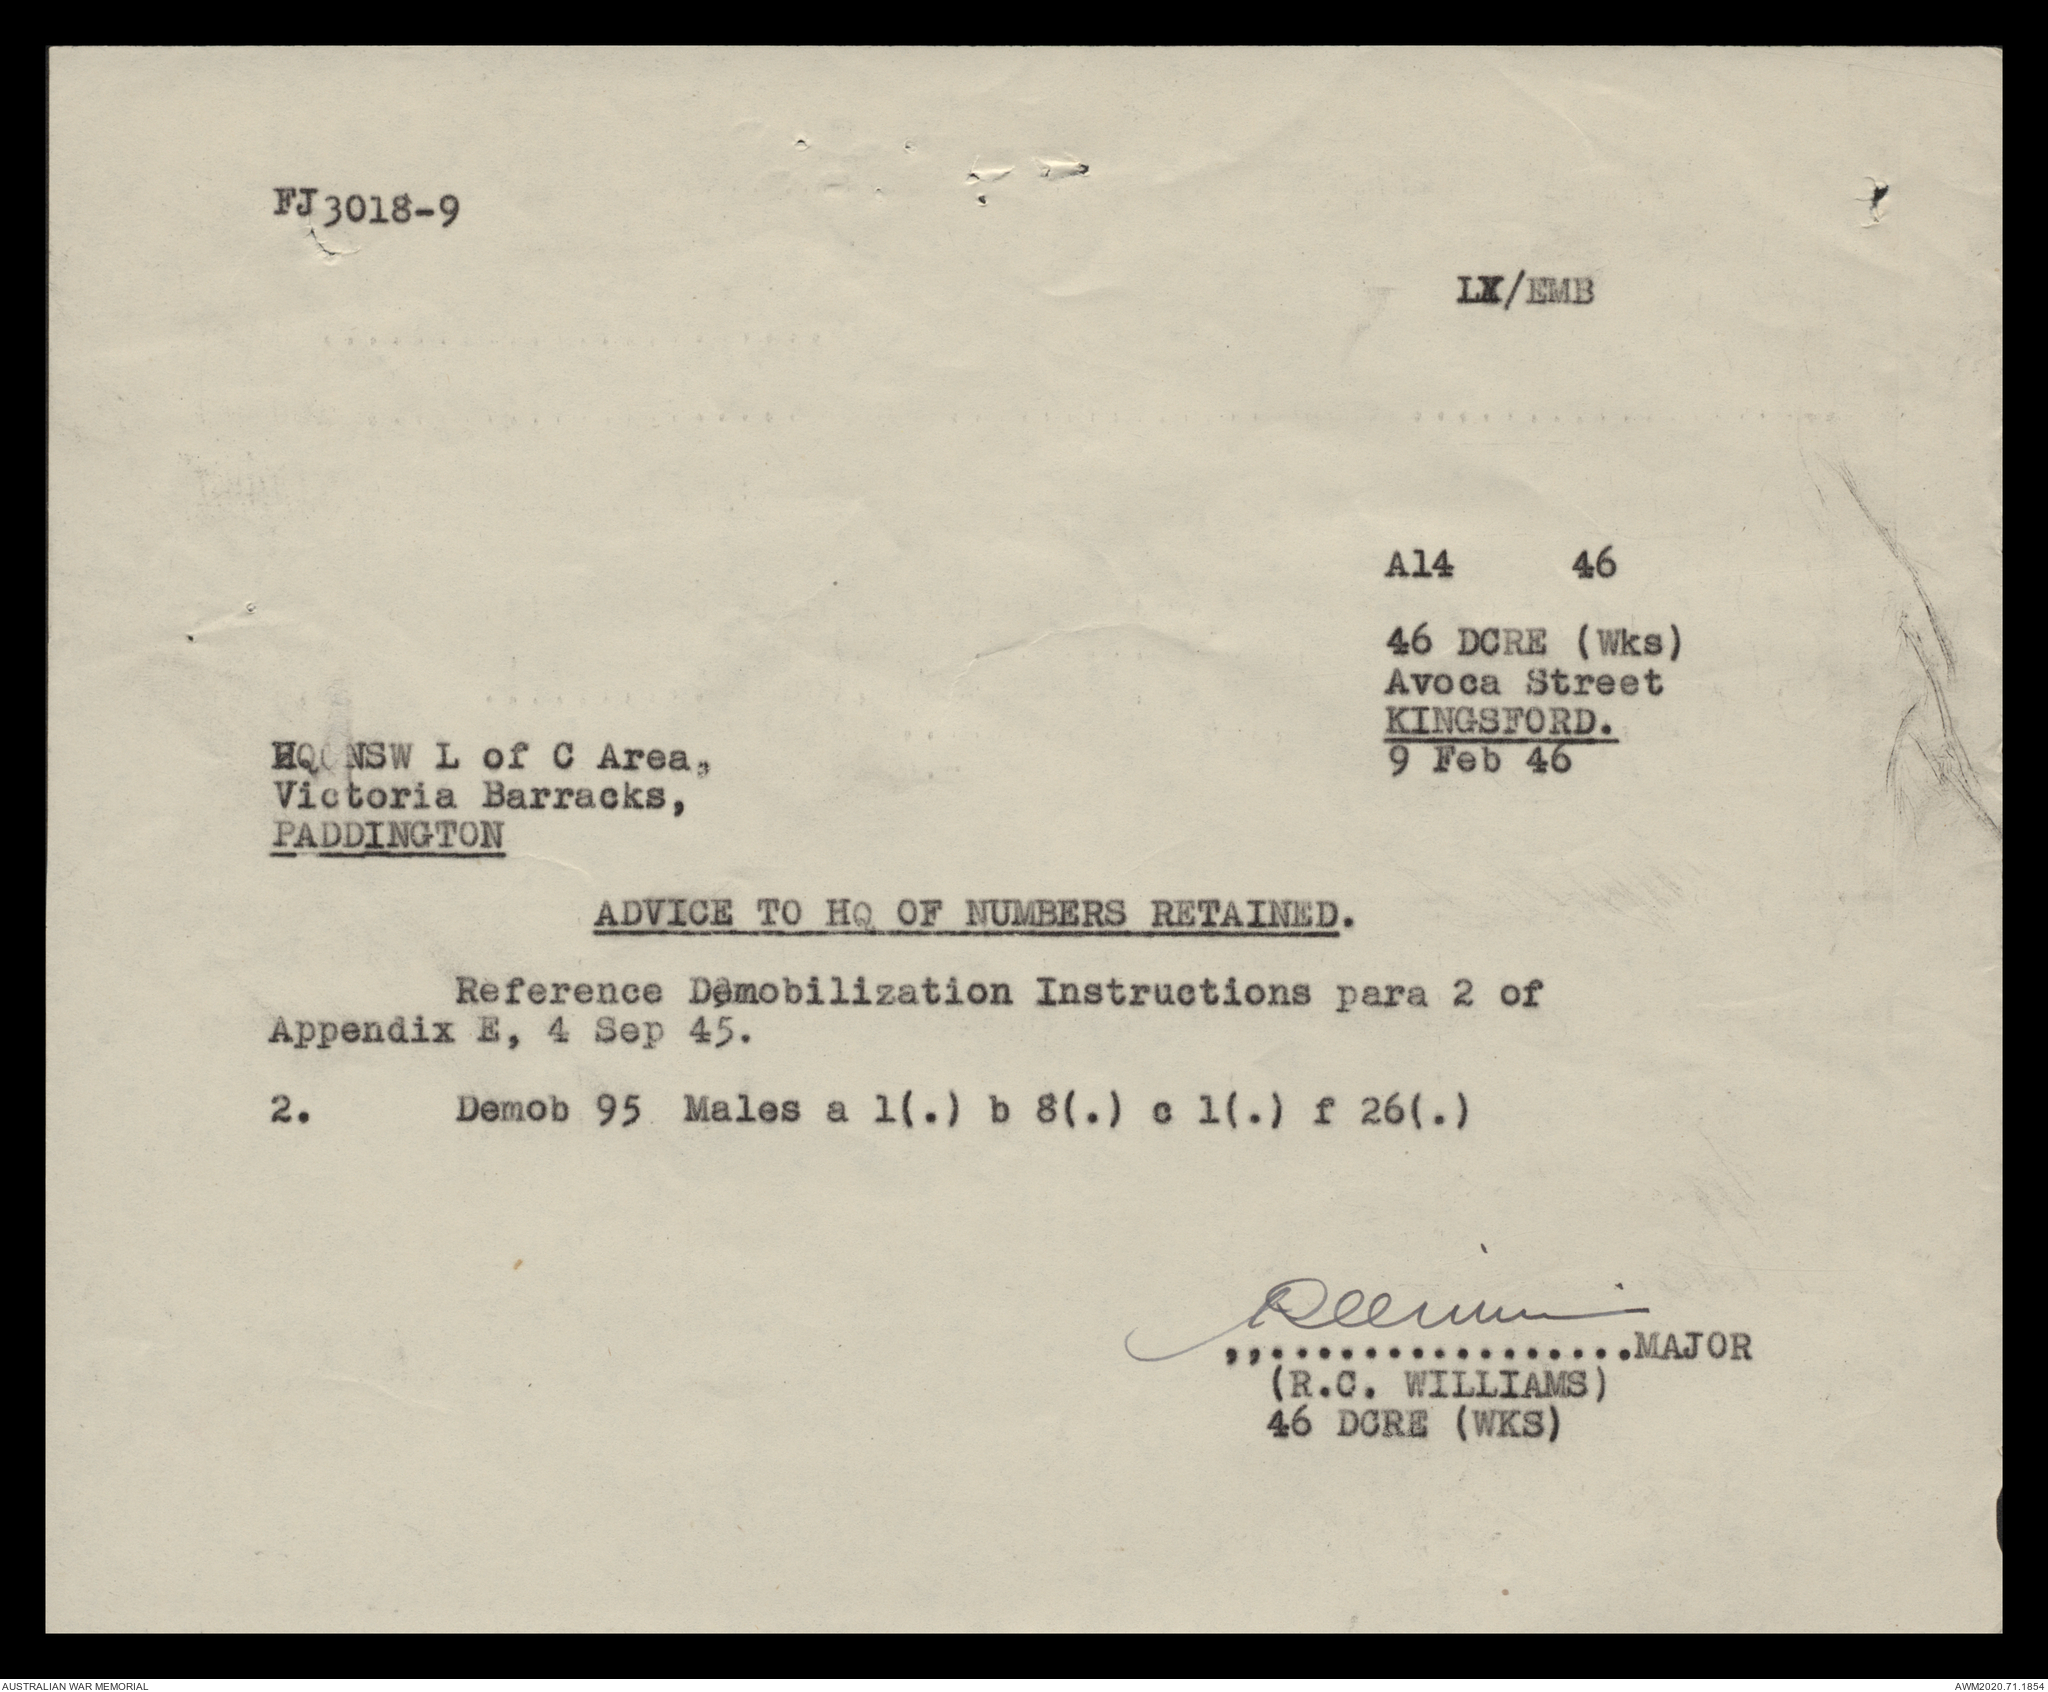 FJ3018-9
LX/EMB
A14 46
46 DCRE (Wks)
Avoca Street
KINGSFORD.
9 Feb 46
HQ NSW L of C Area,
Victoria Barracks,
PADDINGTON
ADVICE TO HQ OF NUMBERS RETAINED.
Reference Demobilization Instructions para 2 of
Appendix E, 4 Sep 45.
2. Demob 95 Males a 1(.) b 8(.) c 1(.) f 26(.)
,,................MAJOR
(R.C. WILLIAMS)
46 DCRE (WKS)
AUSTRALIAN WAR MEMORIAL
AWM2020.71.1854